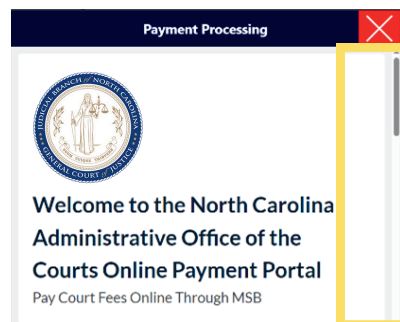 Payment Processing
JUDICIAL BRANCH of NORTH CAROLINA
GENERAL COURT of JUSTICE
Welcome to the North Carolina
Administrative Office of the
Courts Online Payment Portal
Pay Court Fees Online Through MSB